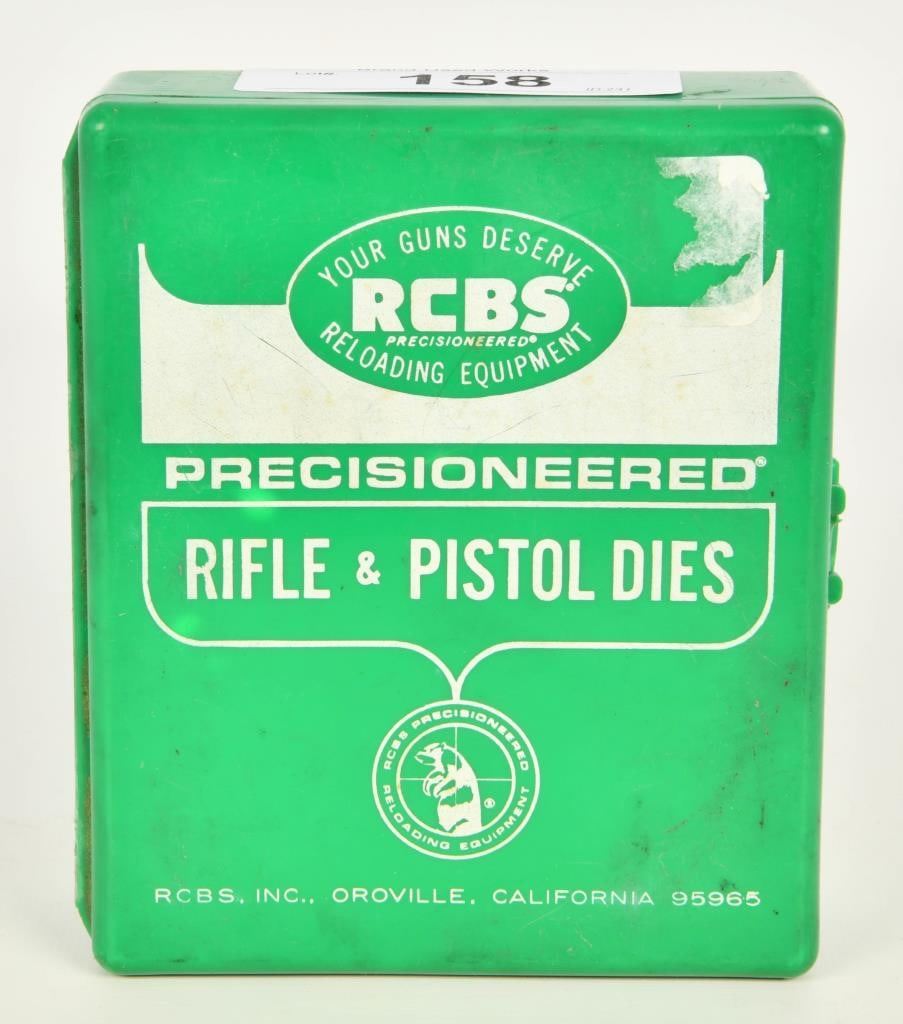 158
YOUR GUNS DESERVE
RCBS®
PRECISIONEERED®
RELOADING EQUIPMENT
PRECISIONEERED®
RIFLE & PISTOL DIES
RCBS PRECISIONEERED
®
RELOADING EQUIPMENT
RCBS, INC., OROVILLE, CALIFORNIA 95965